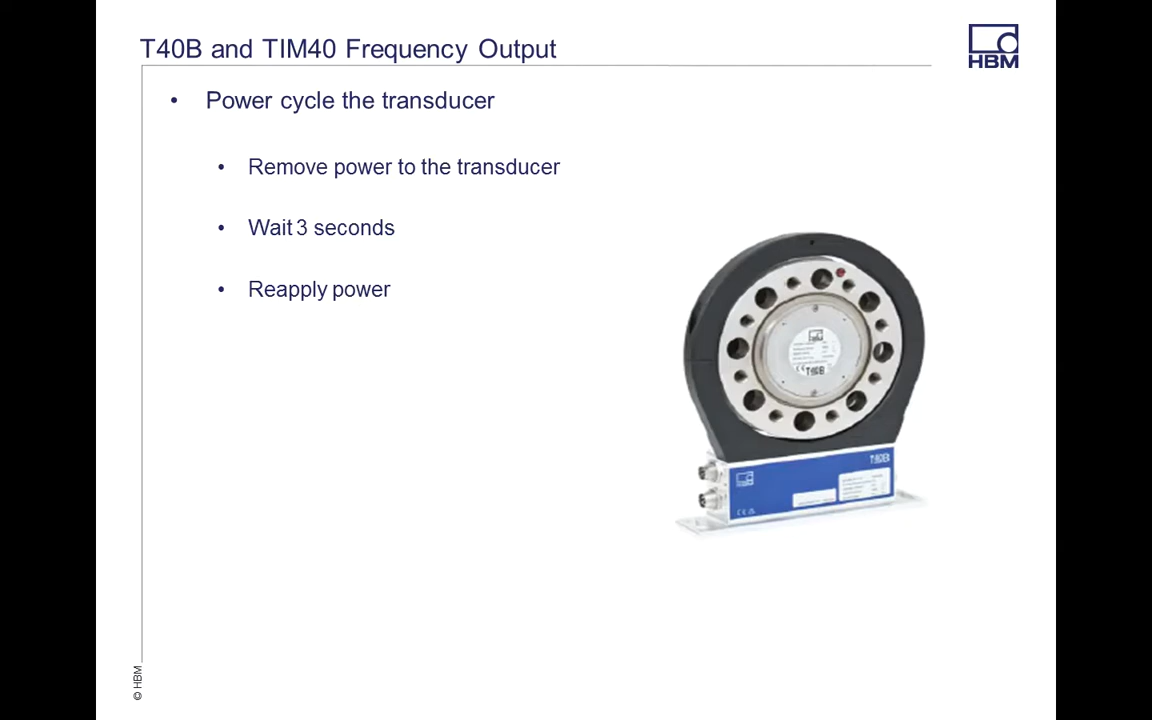 T40B and TIM40 Frequency Output
HBM
• Power cycle the transducer
• Remove power to the transducer
• Wait 3 seconds
• Reapply power
T40B
T40B
© HBM